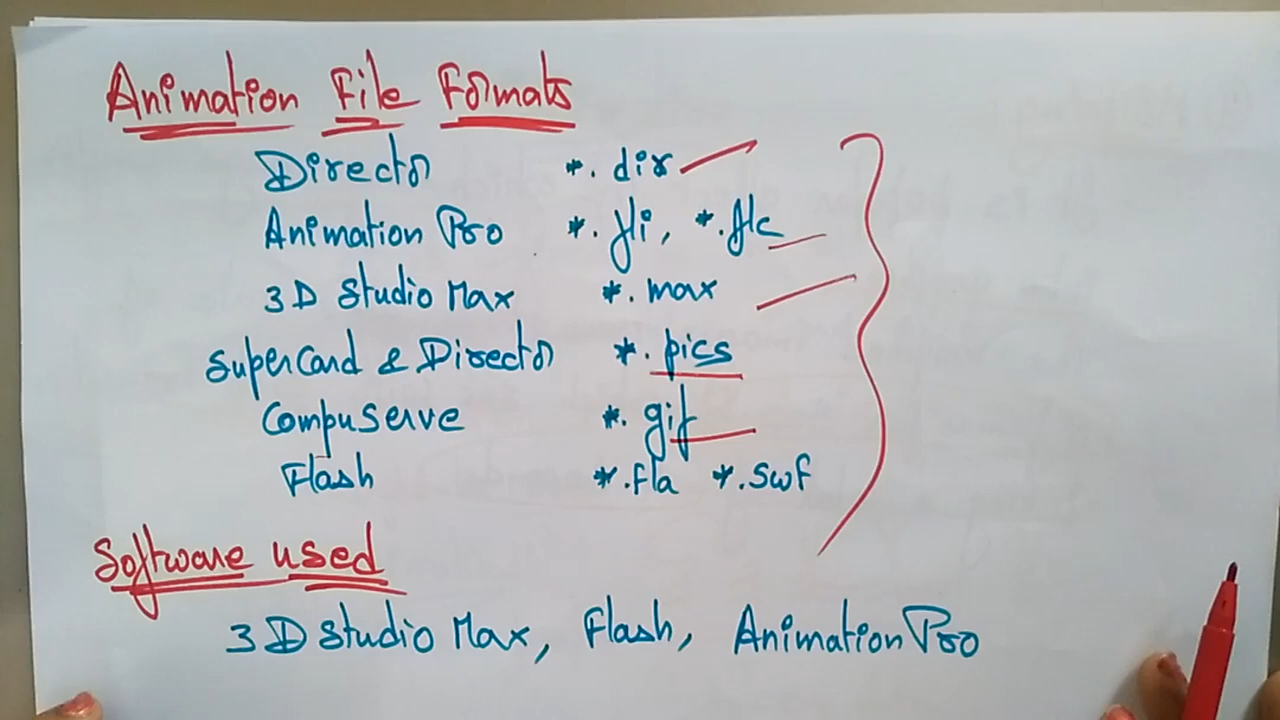 Animation File Formats
Director *.dir
Animation Pro *.fli, *.flc
3D Studio Max *.max
SuperCard & Director *.pics
CompuServe *.gif
Flash *.fla *.swf
Software used
3D Studio Max, Flash, Animation Pro